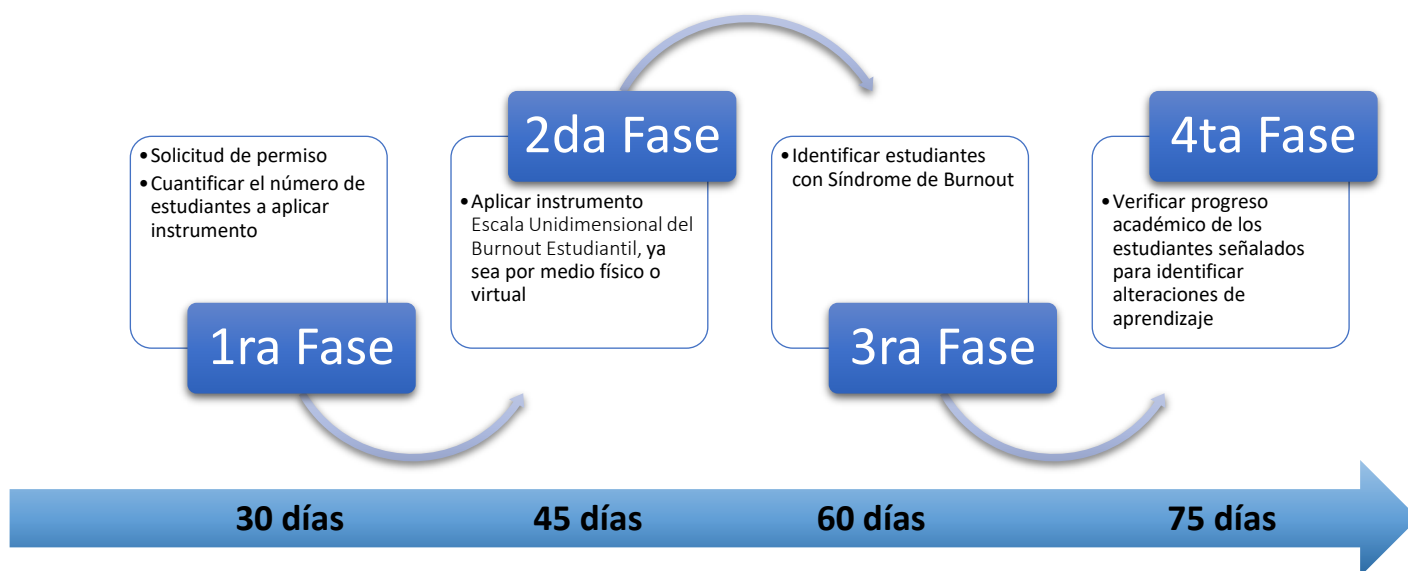 •Solicitud de permiso
•Cuantificar el número de
estudiantes a aplicar
instrumento
1ra Fase
2da Fase
•Aplicar instrumento
Escala Unidimensional del
Burnout Estudiantil, ya
sea por medio físico o
virtual
•Identificar estudiantes
con Síndrome de Burnout
3ra Fase
4ta Fase
•Verificar progreso
académico de los
estudiantes señalados
para identificar
alteraciones de
aprendizaje
30 días
45 días
60 días
75 días